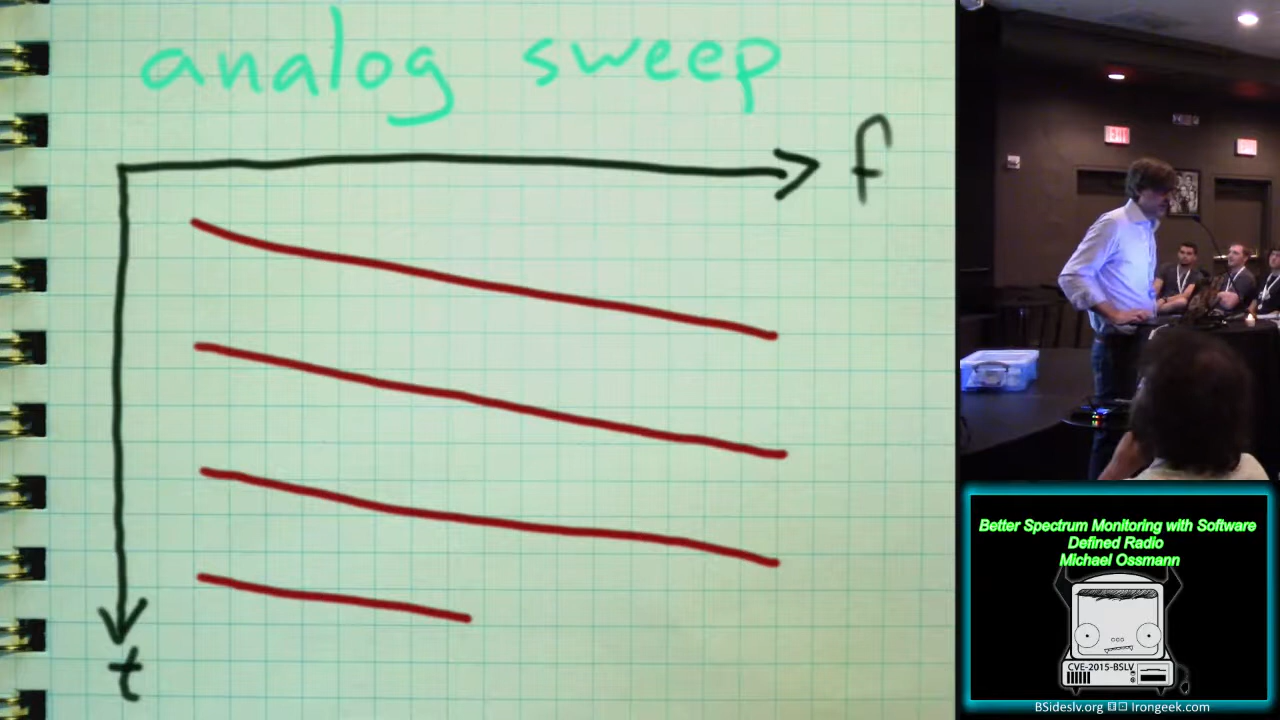 analog sweep
f
t
EXIT
Better Spectrum Monitoring with Software
Defined Radio
Michael Ossmann
CVE-2015-BSLV
BSideslv.org Irongeek.com